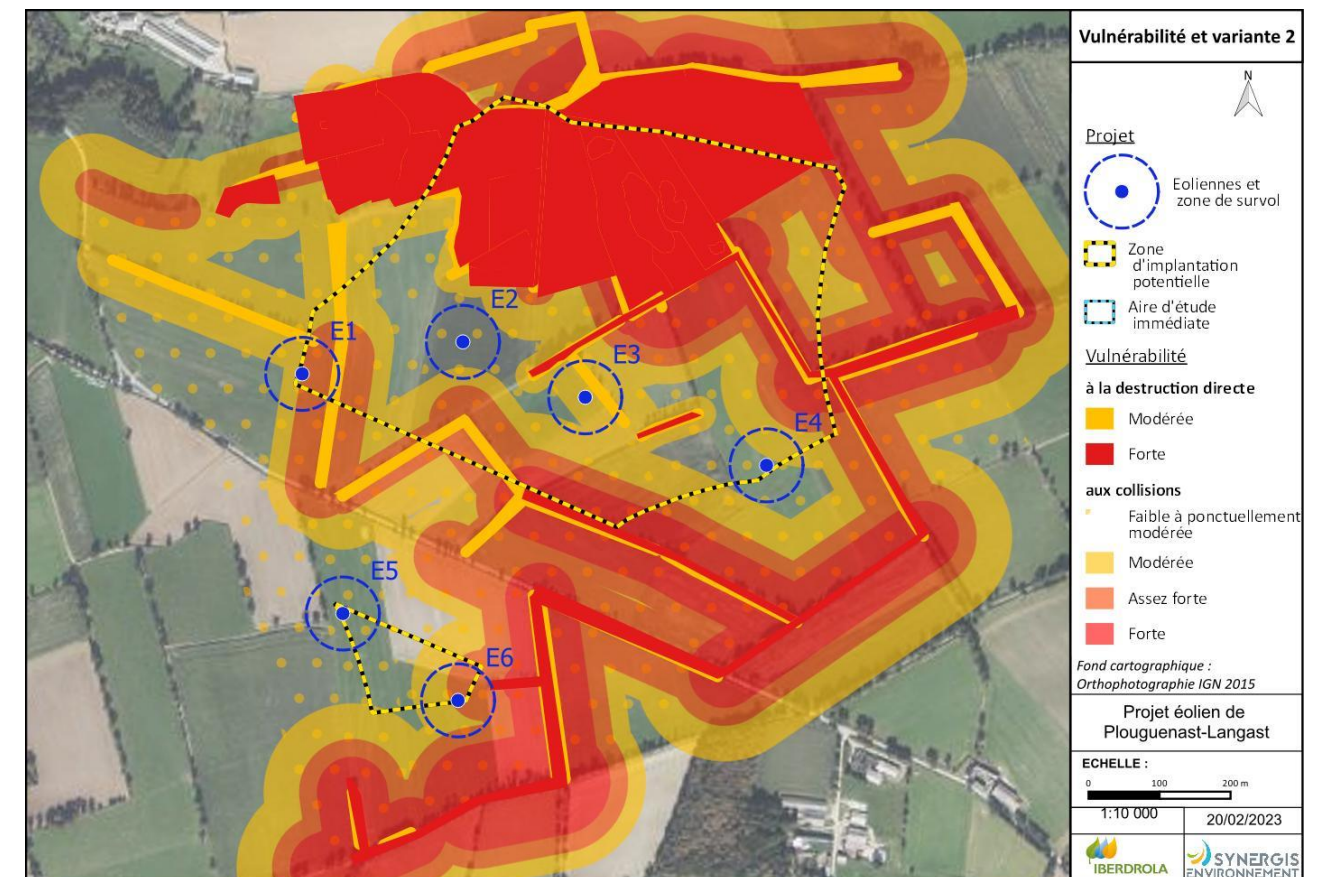 Vulnérabilité et variante 2
N
Projet
Eoliennes et
zone de survol
Zone
d'implantation
potentielle
Aire d'étude
immédiate
Vulnérabilité
à la destruction directe
Modérée
Forte
aux collisions
Faible à ponctuellement
modérée
Modérée
Assez forte
Forte
Fond cartographique :
Orthophotographie IGN 2015
Projet éolien de
Plouguenast-Langast
ECHELLE :
0 100 200 m
1:10 000
20/02/2023
IBERDROLA
SYNERGIS
ENVIRONNEMENT
E1
E2
E3
E4
E5
E6